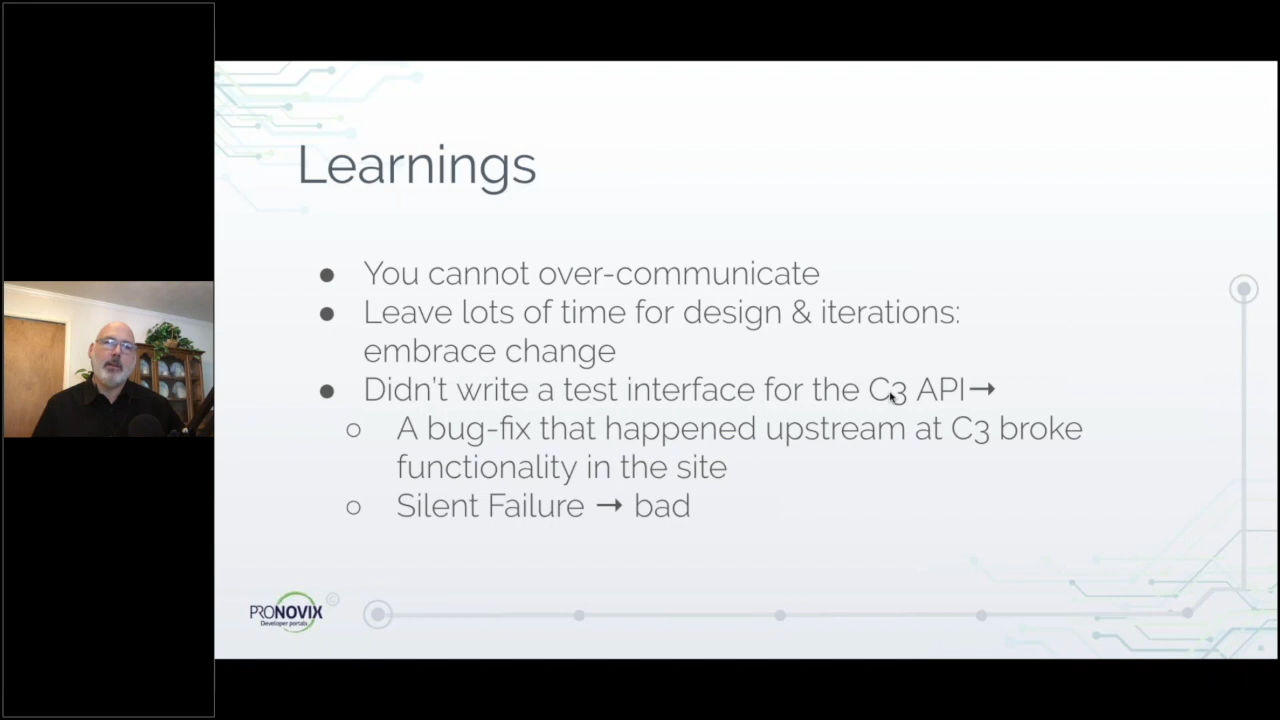 Learnings
● You cannot over-communicate
● Leave lots of time for design & iterations:
embrace change
● Didn't write a test interface for the C3 API→
○ A bug-fix that happened upstream at C3 broke
functionality in the site
○ Silent Failure → bad
PRONOVIX ©
Developer portals